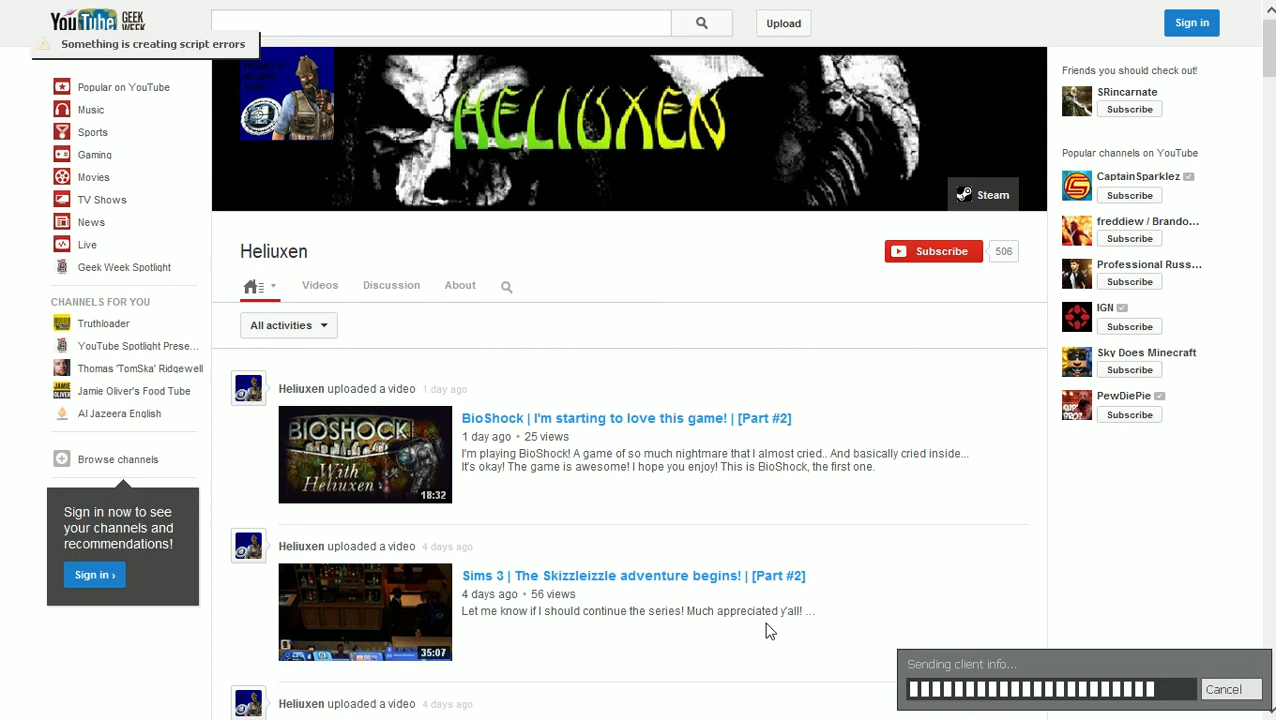 YouTube GEEK WEEK
Upload
Sign in
Something is creating script errors
Popular on YouTube
Music
Sports
Gaming
Movies
TV Shows
News
Live
Geek Week Spotlight
CHANNELS FOR YOU
Truthloader
YouTube Spotlight Prese...
Thomas 'TomSka' Ridgewell
Jamie Oliver's Food Tube
Al Jazeera English
Browse channels
Sign in now to see
your channels and
recommendations!
Sign in ›
HELIUXEN
Steam
Heliuxen
Subscribe 506
Videos Discussion About
All activities
Heliuxen uploaded a video 1 day ago
BIOSHOCK
With
Heliuxen
18:32
BioShock | I'm starting to love this game! | [Part #2]
1 day ago • 25 views
I'm playing BioShock! A game of so much nightmare that I almost cried.. And basically cried inside...
It's okay! The game is awesome! I hope you enjoy! This is BioShock, the first one.
Heliuxen uploaded a video 4 days ago
35:07
Sims 3 | The Skizzleizzle adventure begins! | [Part #2]
4 days ago • 56 views
Let me know if I should continue the series! Much appreciated y'all! ...
Heliuxen uploaded a video 4 days ago
Friends you should check out!
SRincarnate
Subscribe
Popular channels on YouTube
CaptainSparklez
Subscribe
freddiew / Brando...
Subscribe
Professional Russ...
Subscribe
IGN
Subscribe
Sky Does Minecraft
Subscribe
PewDiePie
Subscribe
Sending client info...
Cancel